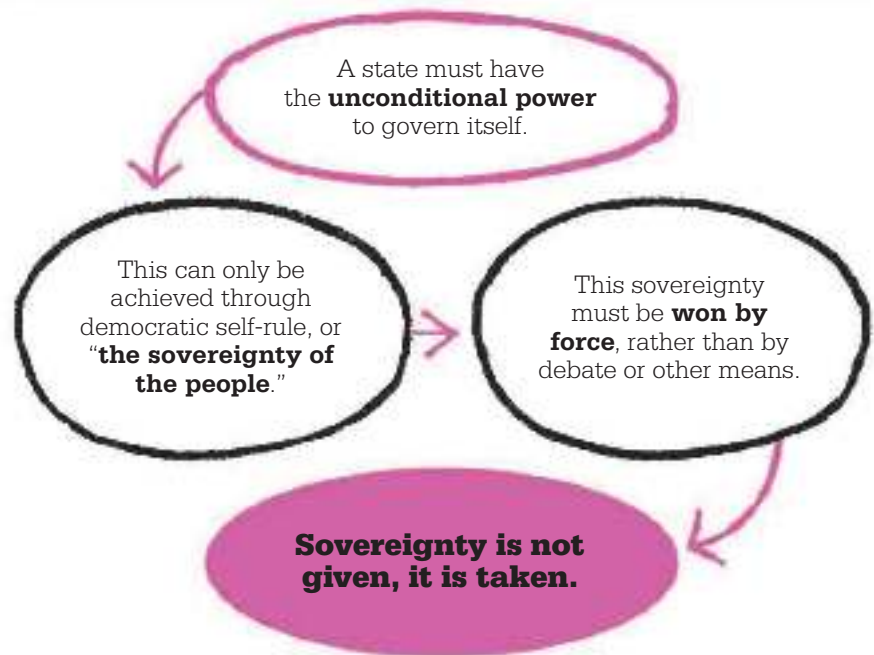 A state must have
the unconditional power
to govern itself.
This can only be
achieved through
democratic self-rule, or
“the sovereignty of
the people.”
This sovereignty
must be won by
force, rather than by
debate or other means.
Sovereignty is not
given, it is taken.